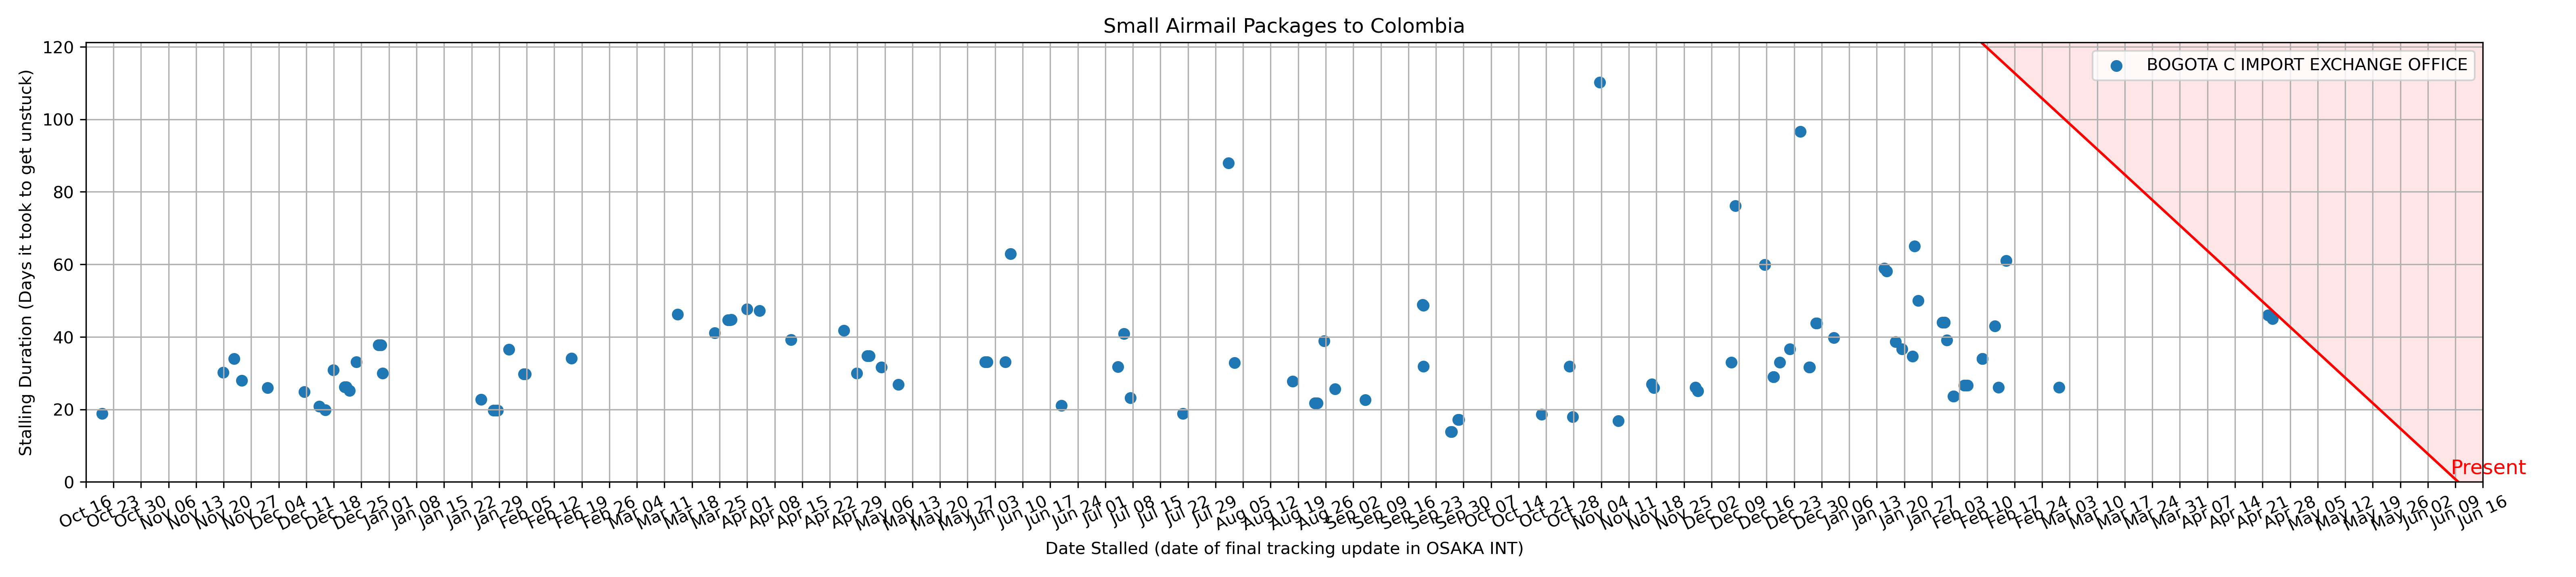 Small Airmail Packages to Colombia
BOGOTA C IMPORT EXCHANGE OFFICE
Stalling Duration (Days it took to get unstuck)
120
100
80
60
40
20
0
Present
Oct 16 Oct 23 Oct 30 Nov 06 Nov 13 Nov 20 Nov 27 Dec 04 Dec 11 Dec 18 Dec 25 Jan 01 Jan 08 Jan 15 Jan 22 Jan 29 Feb 05 Feb 12 Feb 19 Feb 26 Mar 04 Mar 11 Mar 18 Mar 25 Apr 01 Apr 08 Apr 15 Apr 22 Apr 29 May 06 May 13 May 20 May 27 Jun 03 Jun 10 Jun 17 Jun 24 Jul 01 Jul 08 Jul 15 Jul 22 Jul 29 Aug 05 Aug 12 Aug 19 Aug 26 Sep 02 Sep 09 Sep 16 Sep 23 Sep 30 Oct 07 Oct 14 Oct 21 Oct 28 Nov 04 Nov 11 Nov 18 Nov 25 Dec 02 Dec 09 Dec 16 Dec 23 Dec 30 Jan 06 Jan 13 Jan 20 Jan 27 Feb 03 Feb 10 Feb 17 Feb 24 Mar 03 Mar 10 Mar 17 Mar 24 Mar 31 Apr 07 Apr 14 Apr 21 Apr 28 May 05 May 12 May 19 May 26 Jun 02 Jun 09 Jun 16
Date Stalled (date of final tracking update in OSAKA INT)